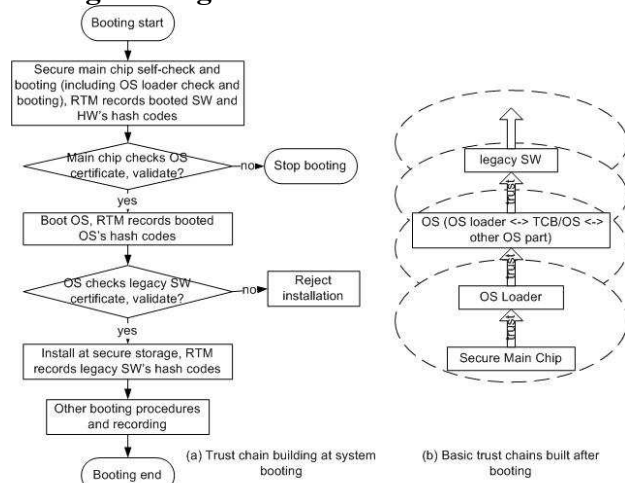 Booting start
Secure main chip self-check and
booting (including OS loader check and
booting), RTM records booted SW and
HW's hash codes
Main chip checks OS
certificate, validate?
no
Stop booting
yes
Boot OS, RTM records booted
OS's hash codes
OS checks legacy SW
certificate, validate?
no
Reject
installation
yes
Install at secure storage, RTM
records legacy SW's hash codes
Other booting procedures
and recording
Booting end
(a) Trust chain building at system
booting
legacy SW
trust
OS (OS loader <-> TCB/OS <->
other OS part)
trust
OS Loader
trust
Secure Main Chip
(b) Basic trust chains built after
booting